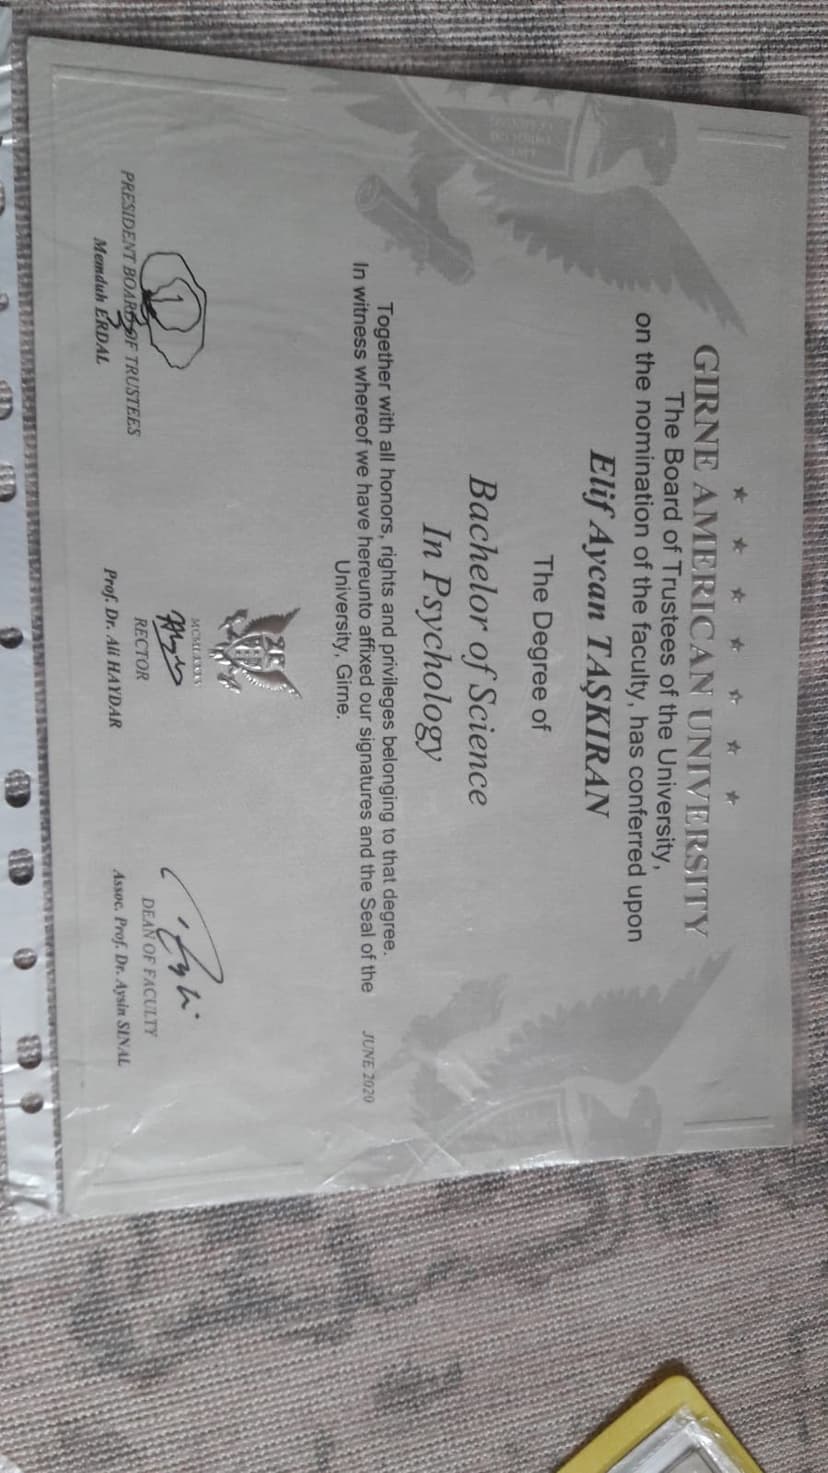 GIRNE AMERICAN UNIVERSITY
The Board of Trustees of the University,
on the nomination of the faculty, has conferred upon
Elif Aycan TAŞKIRAN
The Degree of
Bachelor of Science
In Psychology
Together with all honors, rights and privileges belonging to that degree.
In witness whereof we have hereunto affixed our signatures and the Seal of the
University, Girne.
JUNE 2020
MCMLXXXV
PRESIDENT BOARD OF TRUSTEES
Memduh ERDAL
RECTOR
Prof. Dr. Ali HAYDAR
DEAN OF FACULTY
Assoc. Prof. Dr. Aysin SINAL